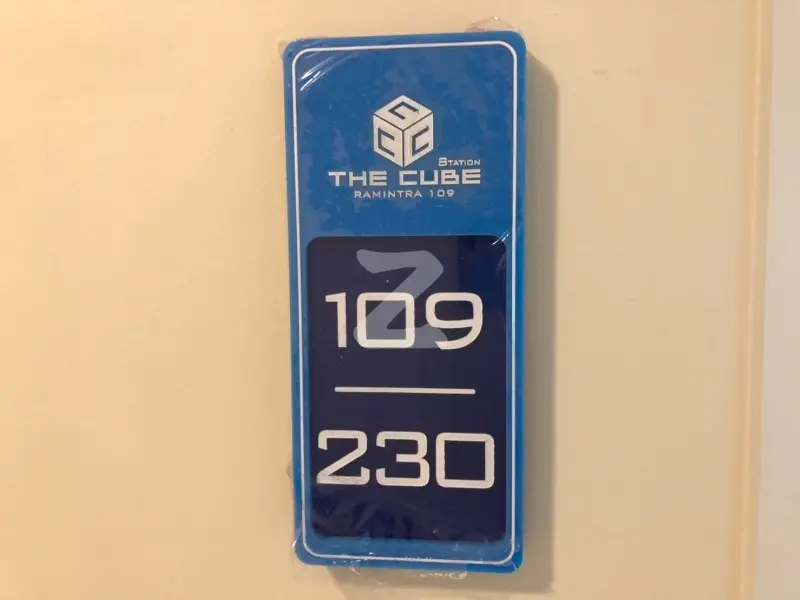 STATION
THE CUBE
RAMINTRA 109
Z
109
230